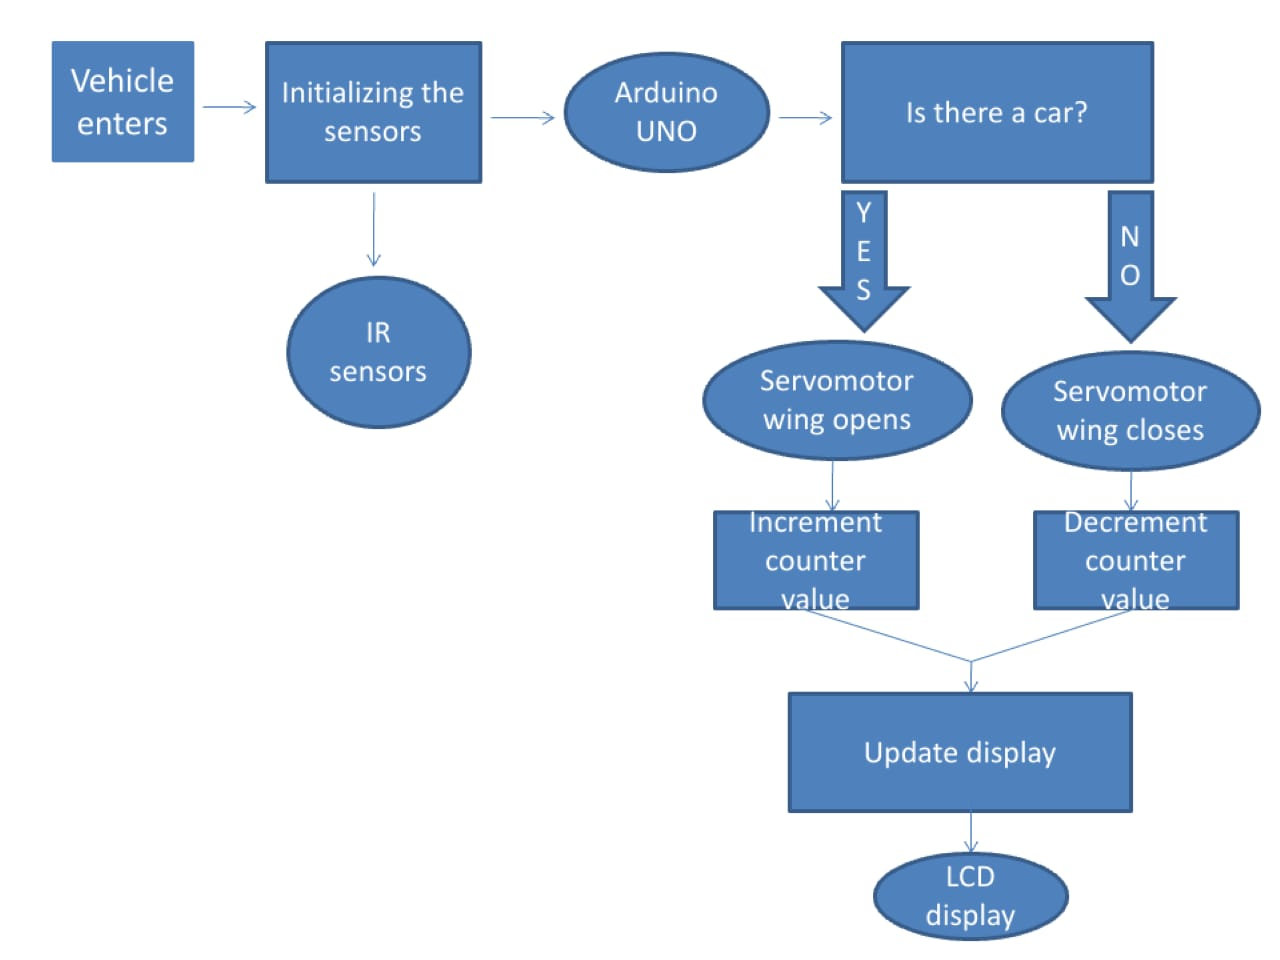 Vehicle
enters
Initializing the
sensors
Arduino
UNO
Is there a car?
Y
E
S
N
O
IR
sensors
Servomotor
wing opens
Servomotor
wing closes
Increment
counter
value
Decrement
counter
value
Update display
LCD
display